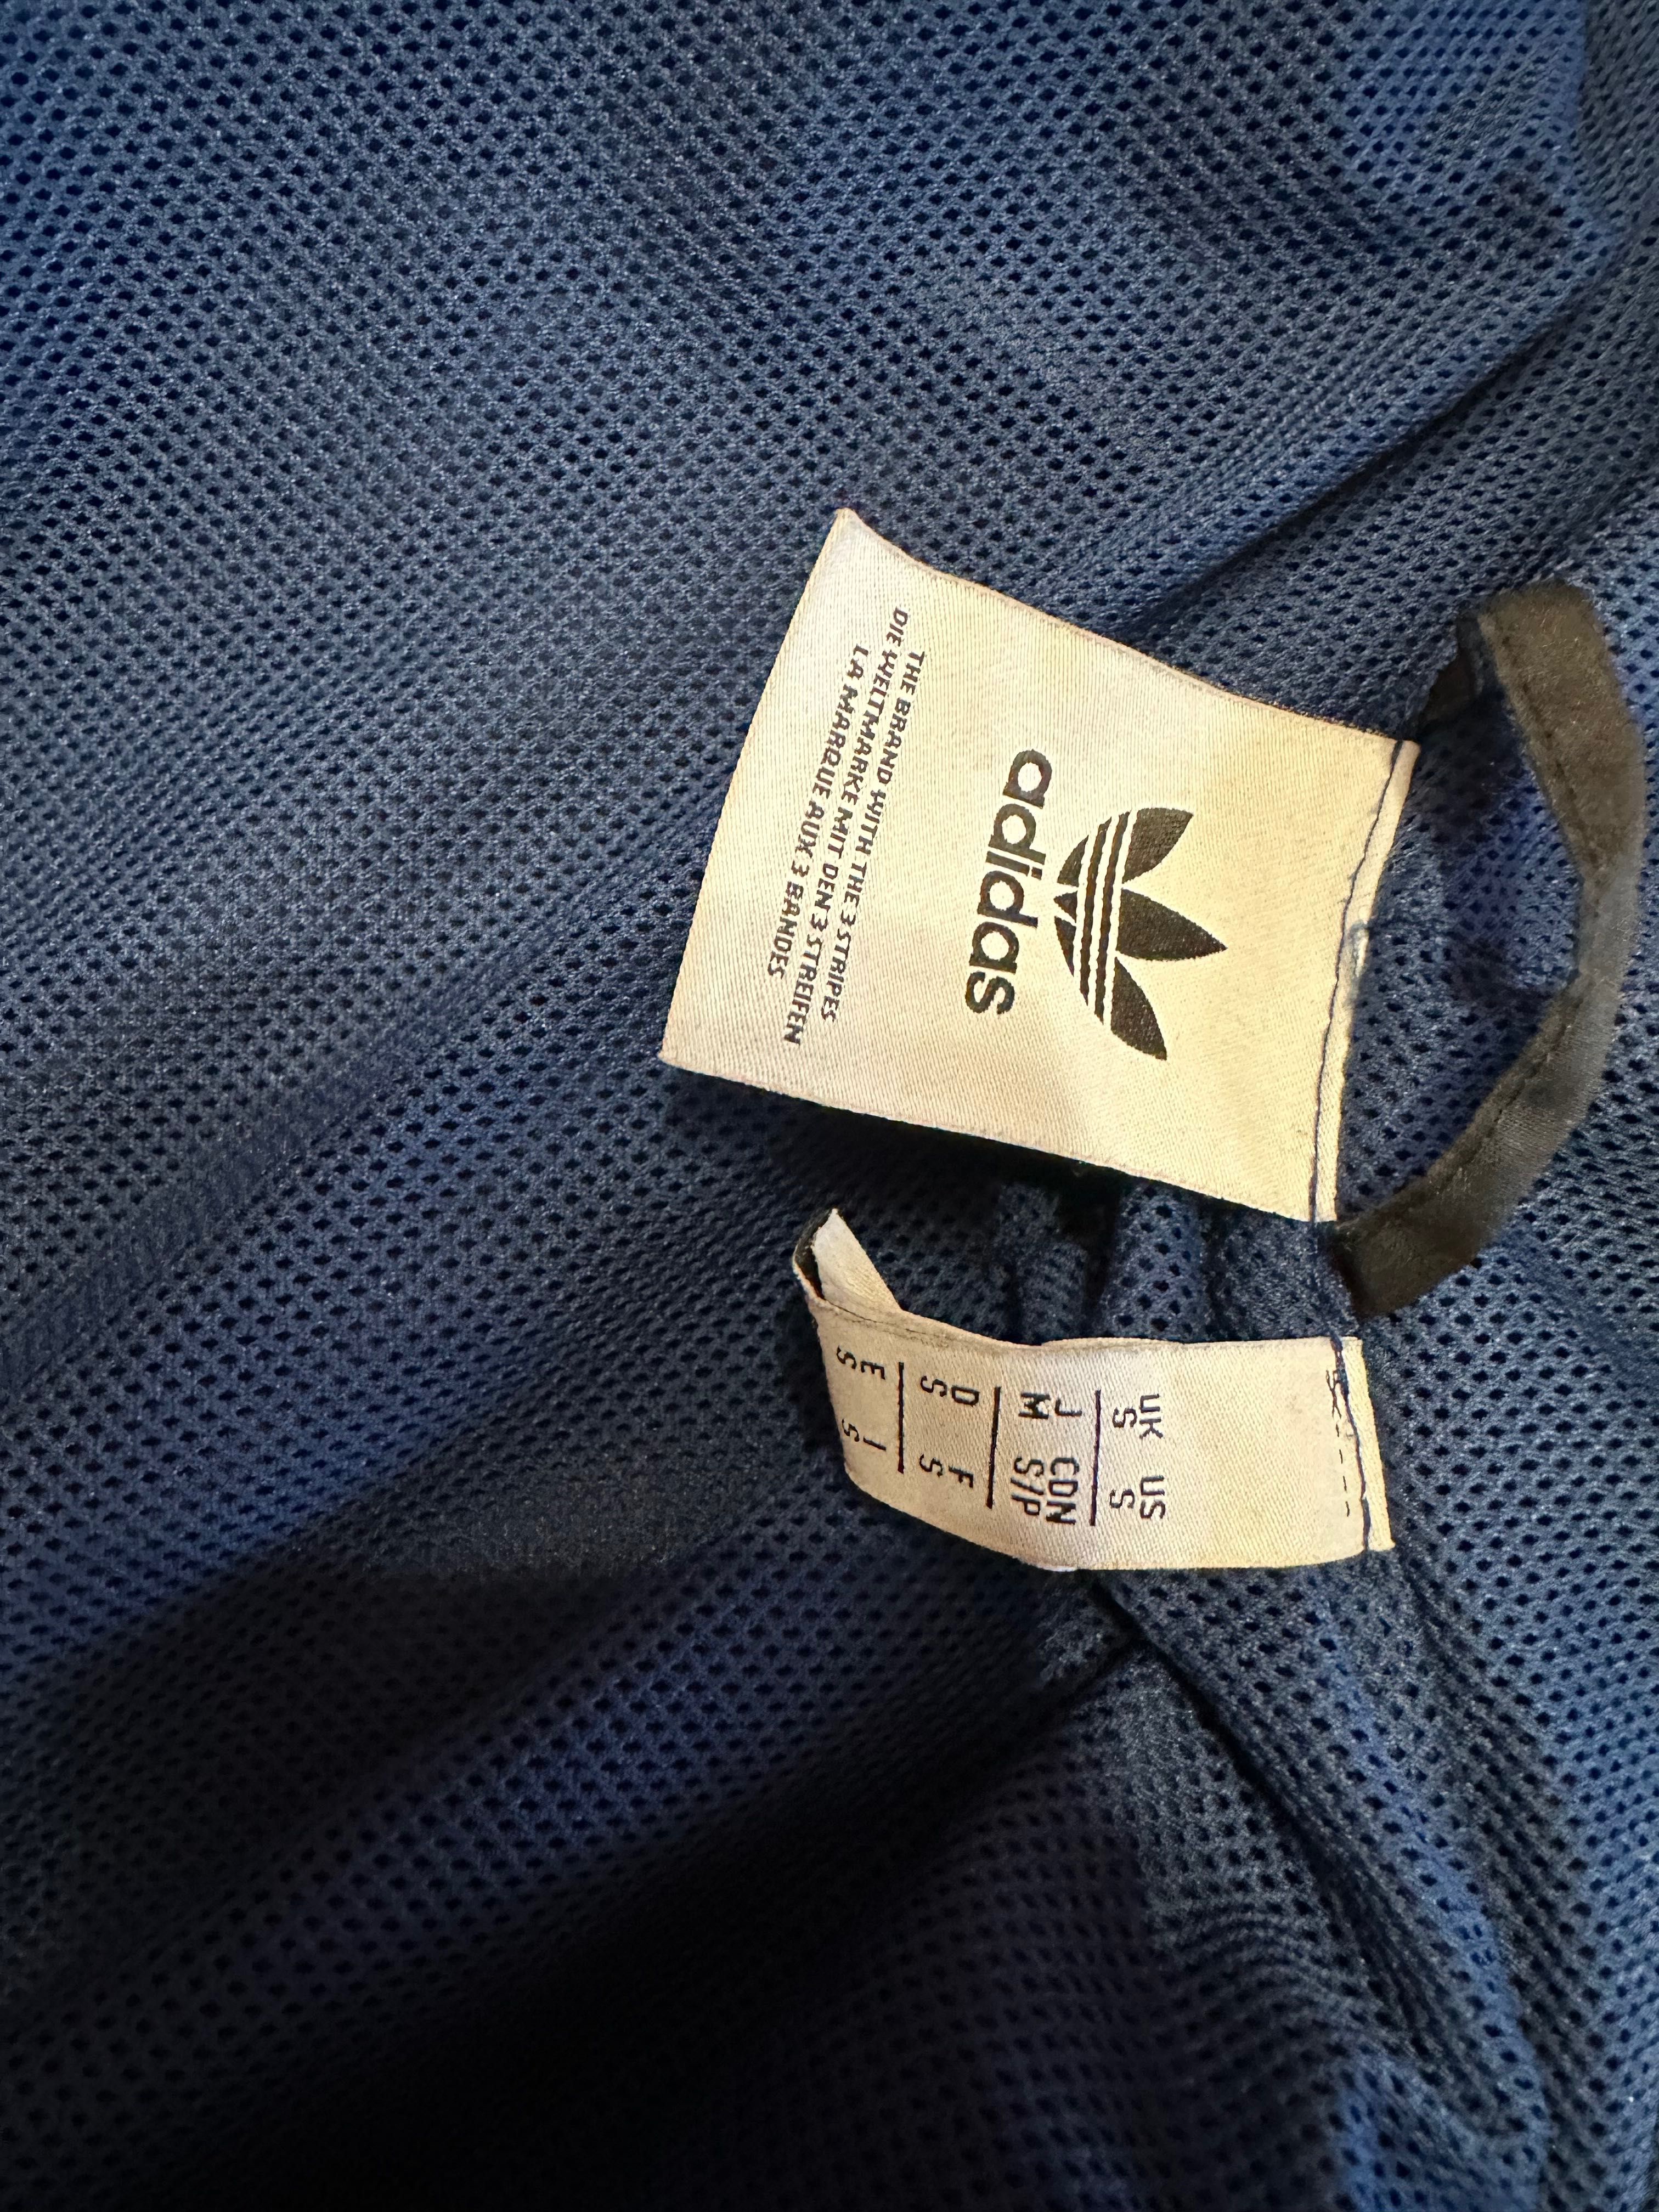 adidas
THE BRAND WITH THE 3 STRIPES
DIE WELTMARKE MIT DEN 3 STREIFEN
LA MARQUE AUX 3 BANDES
UK US
S S
J CDN
M S/P
D F
S S
E I
S S